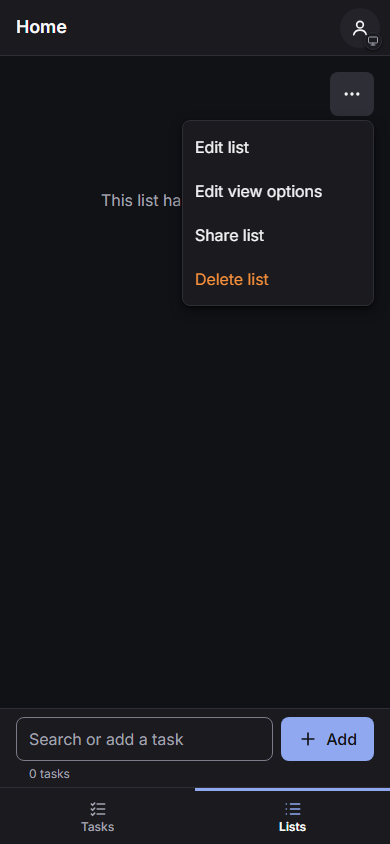 Home
Edit list
Edit view options
This list ha
Share list
Delete list
Search or add a task
Add
0 tasks
Tasks
Lists